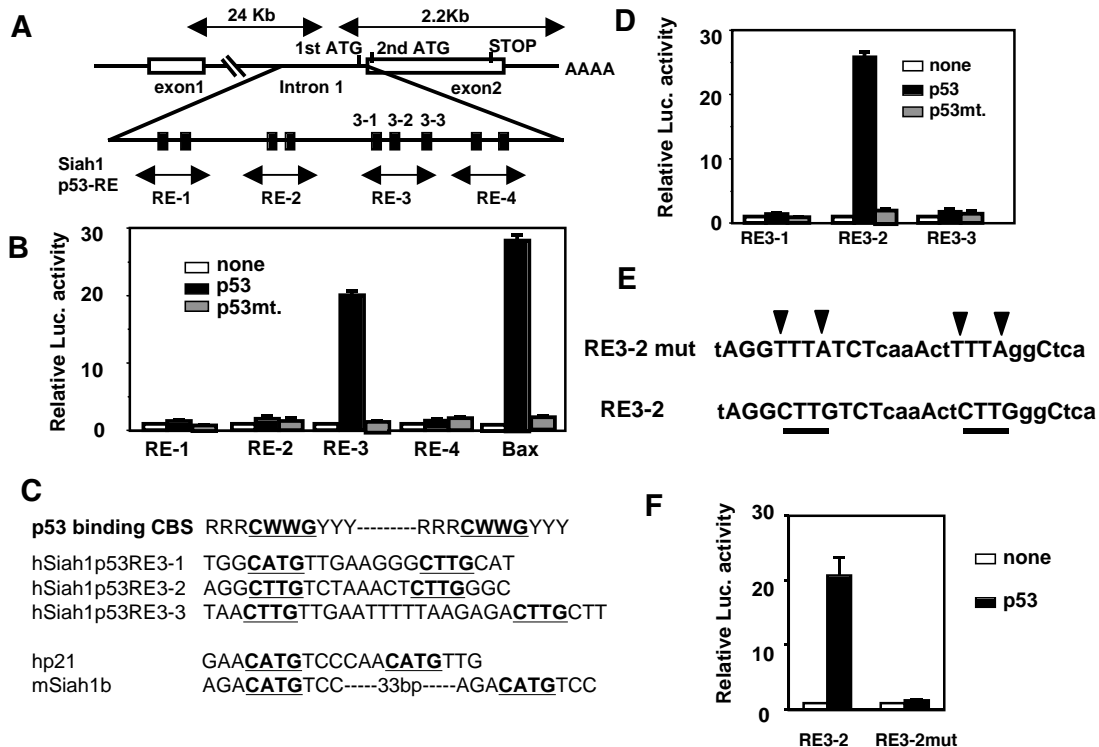 A
24 Kb
2.2Kb
1st ATG
2nd ATG
STOP
AAAA
exon1
Intron 1
exon2
3-1 3-2 3-3
Siah1
p53-RE
RE-1 RE-2 RE-3 RE-4
B
Relative Luc. activity
30
20
10
0
none
p53
p53mt.
RE-1 RE-2 RE-3 RE-4 Bax
C
p53 binding CBS RRRCWWGYYY---------RRRCWWGYYY
hSiah1p53RE3-1 TGGCATGTTGAAGGGCTTGCAT
hSiah1p53RE3-2 AGGCTTGTCTAAACTCTTGGGC
hSiah1p53RE3-3 TAACTTGTTGAATTTTTAAGAGACTTGCTT
hp21 GAACATGTCCCAACATGTTG
mSiah1b AGACATGTCC-----33bp-----AGACATGTCC
D
Relative Luc. activity
30
20
10
0
none
p53
p53mt.
RE3-1 RE3-2 RE3-3
E
RE3-2 mut tAGGTTTATCTcaaActTTTAggCtca
RE3-2 tAGGCTTGTCTcaaActCTTGggCtca
F
Relative Luc. activity
30
20
10
0
none
p53
RE3-2 RE3-2mut